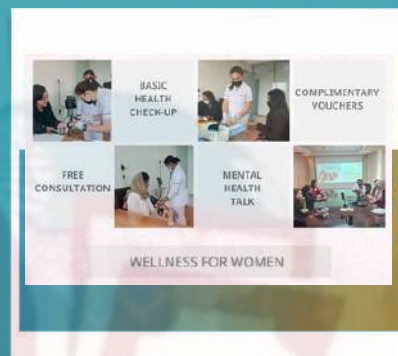 BASIC
HEALTH
CHECK-UP
COMPLIMENTARY
VOUCHERS
FREE
CONSULTATION
MENTAL
HEALTH
TALK
WELLNESS FOR WOMEN